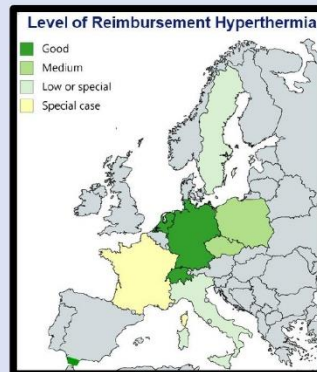 Level of Reimbursement Hyperthermia
Good
Medium
Low or special
Special case